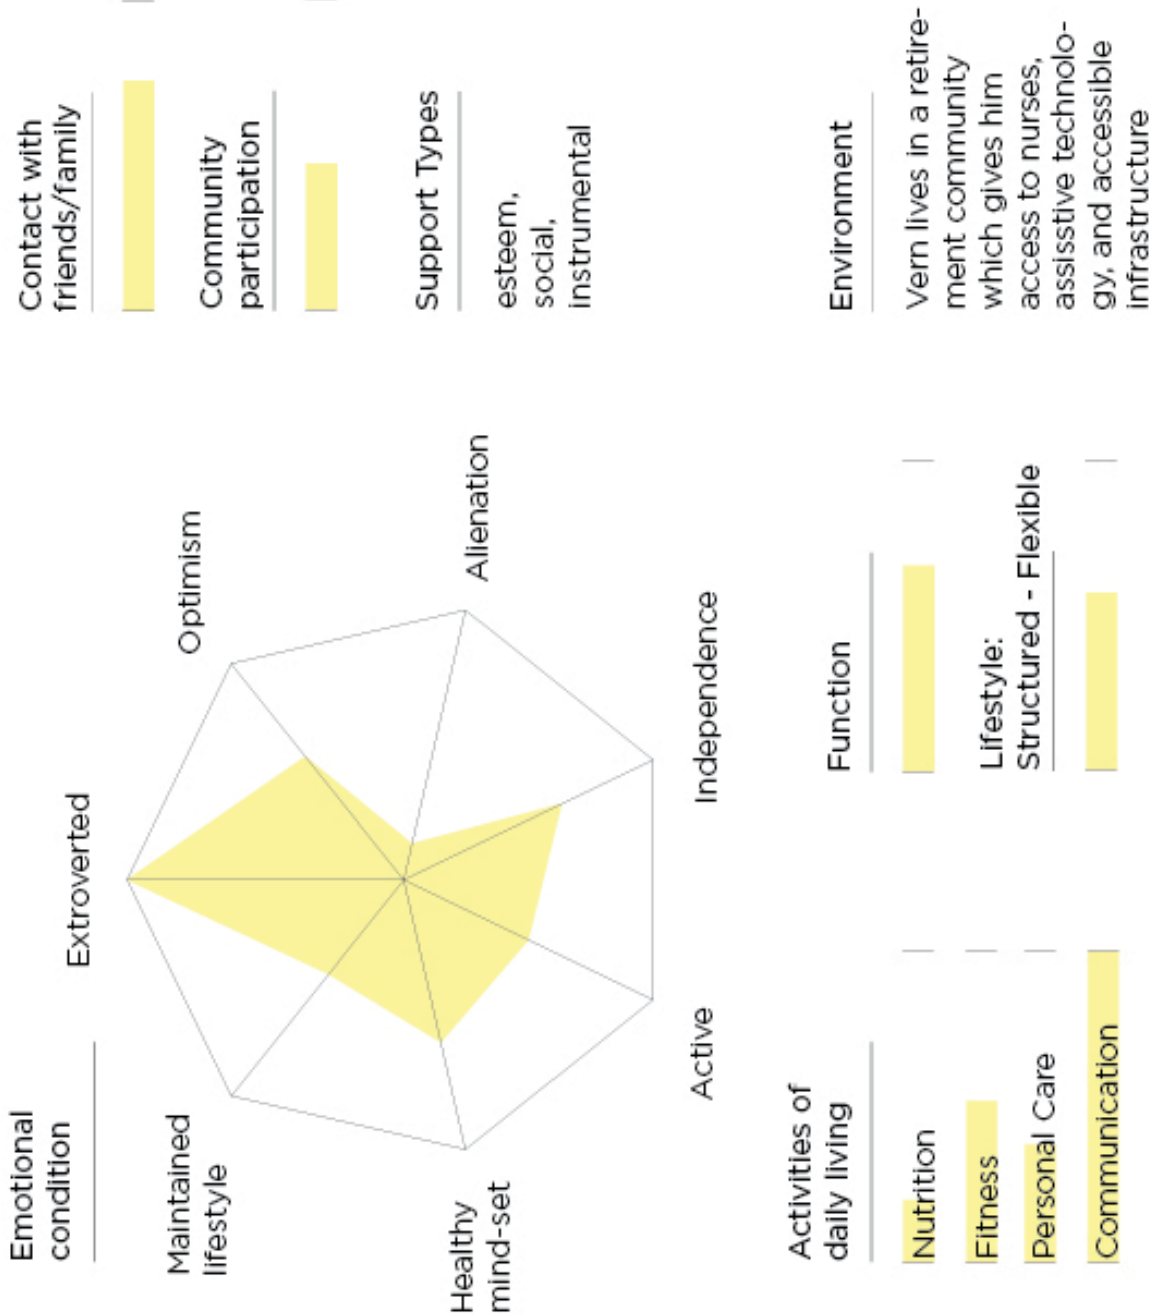 Emotional
condition
Extroverted
Optimism
Alienation
Independence
Active
Healthy
mind-set
Maintained
lifestyle
Contact with
friends/family
Community
participation
Support Types
esteem,
social,
instrumental
Activities of
daily living
Nutrition
Fitness
Personal Care
Communication
Function
Lifestyle:
Structured - Flexible
Environment
Vern lives in a retire-
ment community
which gives him
access to nurses,
assisstive technolo-
gy, and accessible
infrastructure